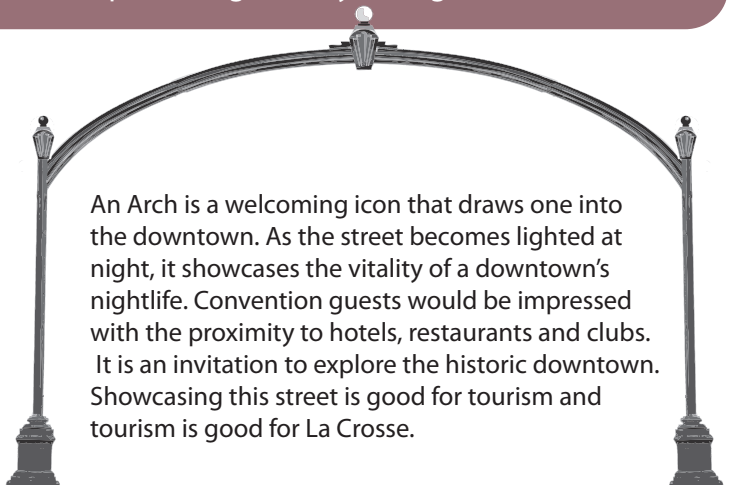 An Arch is a welcoming icon that draws one into
the downtown. As the street becomes lighted at
night, it showcases the vitality of a downtown's
nightlife. Convention guests would be impressed
with the proximity to hotels, restaurants and clubs.
It is an invitation to explore the historic downtown.
Showcasing this street is good for tourism and
tourism is good for La Crosse.